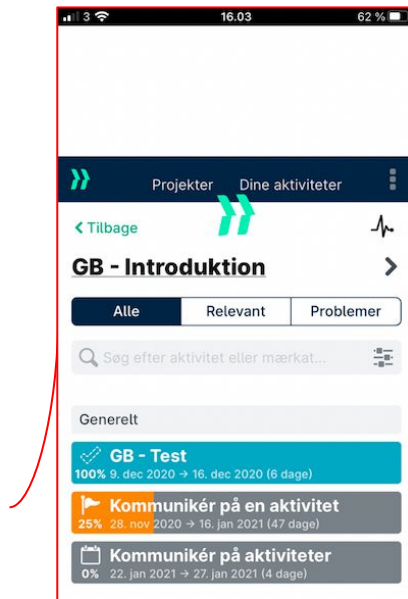 3 16.03 62 %
Projekter Dine aktiviteter
Tilbage
GB - Introduktion
Alle Relevant Problemer
Søg efter aktivitet eller mærkat...
Generelt
GB - Test
100% 9. dec 2020 → 16. dec 2020 (6 dage)
Kommunikér på en aktivitet
25% 28. nov 2020 → 16. jan 2021 (47 dage)
Kommunikér på aktiviteter
0% 22. jan 2021 → 27. jan 2021 (4 dage)